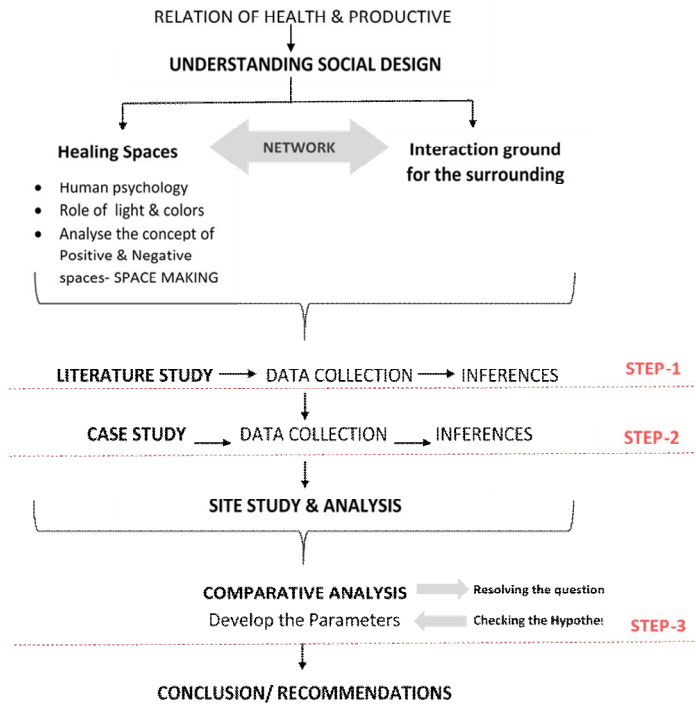 RELATION OF HEALTH & PRODUCTIVE
UNDERSTANDING SOCIAL DESIGN
NETWORK
Healing Spaces
• Human psychology
• Role of light & colors
• Analyse the concept of
Positive & Negative
spaces- SPACE MAKING
Interaction ground
for the surrounding
LITERATURE STUDY DATA COLLECTION INFERENCES STEP-1
CASE STUDY DATA COLLECTION INFERENCES STEP-2
SITE STUDY & ANALYSIS
COMPARATIVE ANALYSIS Resolving the question
Develop the Parameters Checking the Hypothe
STEP-3
CONCLUSION/ RECOMMENDATIONS